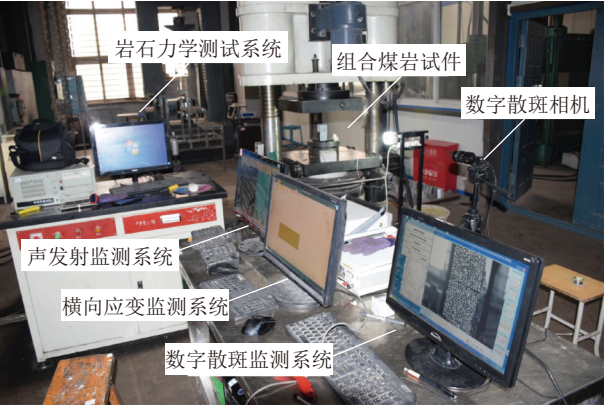 岩石力学测试系统
组合煤岩试件
数字散斑相机
声发射监测系统
横向应变监测系统
数字散斑监测系统